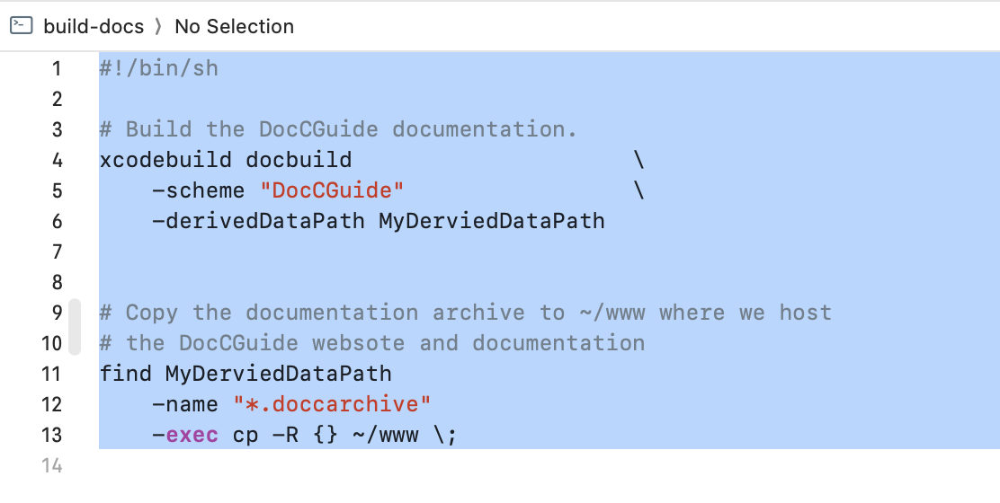 build-docs 〉 No Selection
1 #!/bin/sh
2
3 # Build the DocCGuide documentation.
4 xcodebuild docbuild \
5 -scheme "DocCGuide" \
6 -derivedDataPath MyDerviedDataPath
7
8
9 # Copy the documentation archive to ~/www where we host
10 # the DocCGuide websote and documentation
11 find MyDerviedDataPath
12 -name "*.doccarchive"
13 -exec cp -R {} ~/www \;
14